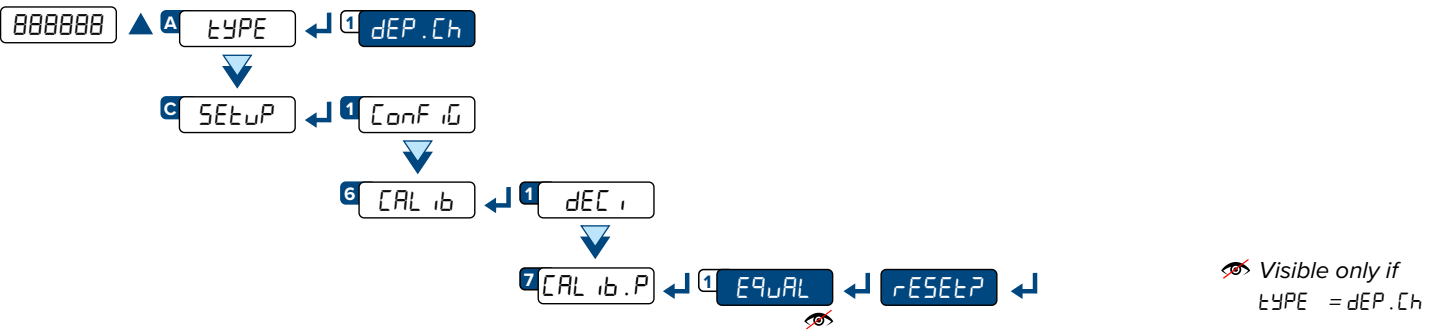 888888 A tYPE 1 dEP.Ch
C SEtuP 1 ConFiG
6 CALib 1 dECi
7 CALib.P 1 EquAL rESEt? Visible only if
tYPE = dEP.Ch